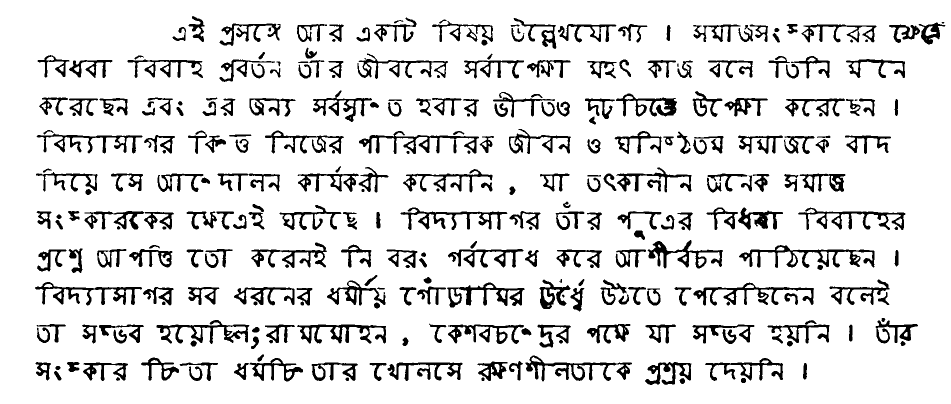 এই প্রসঙ্গে আর একটি বিষয় উল্লেখযোগ্য । সমাজসংস্কারের ক্ষেত্রে
বিধবা বিবাহ প্রবর্তন তাঁর জীবনের সর্বাপেক্ষা মহৎ কাজ বলে তিনি মনে
করেছেন এবং এর জন্য সর্বস্বান্ত হবার ভীতিও দৃঢ়চিত্তে উপেক্ষা করেছেন ।
বিদ্যাসাগর কিন্তু নিজের পারিবারিক জীবন ও ঘনিষ্ঠতম সমাজকে বাদ
দিয়ে সে আন্দোলন কার্যকরী করেননি , যা তৎকালীন অনেক সমাজ
সংস্কারকের ক্ষেত্রেই ঘটেছে । বিদ্যাসাগর তাঁর পুত্রের বিধবা বিবাহের
প্রশ্নে আপত্তি তো করেনই নি বরং গর্ববোধ করে আশীর্বচন পাঠিয়েছেন ।
বিদ্যাসাগর সব ধরনের ধর্মীয় গোঁড়ামির উর্ধ্বে উঠতে পেরেছিলেন বলেই
তা সম্ভব হয়েছিল; রামমোহন , কেশবচন্দ্রের পক্ষে যা সম্ভব হয়নি । তাঁর
সংস্কার চিন্তা ধর্মচিন্তার খোলসে রক্ষণশীলতাকে প্রশ্রয় দেয়নি ।